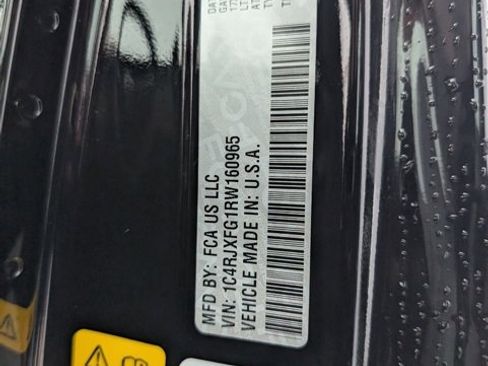 MFD BY: FCA US LLC
VIN: 1C4RJXFG1RW160965
VEHICLE MADE IN: U.S.A.